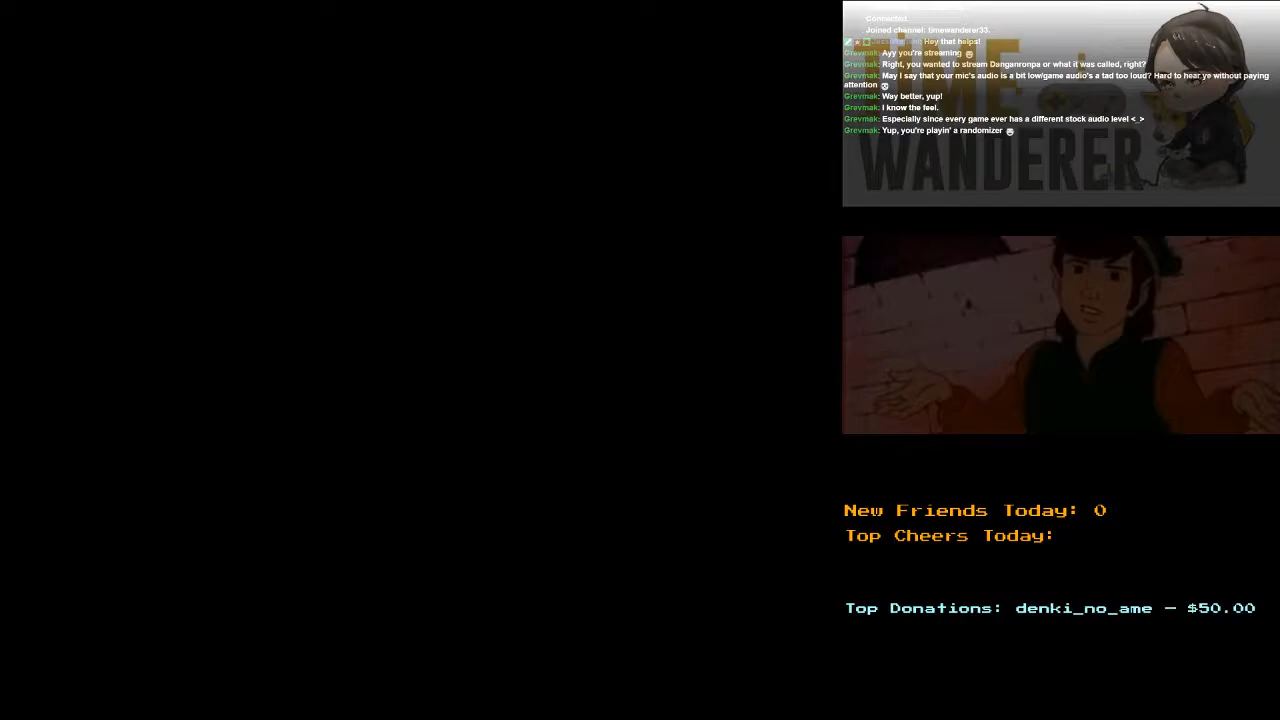 Connected.
Joined channel: timewanderer33.
Hey that helps!
Grevmak: Ayy you're streaming
Grevmak: Right, you wanted to stream Danganronpa or what it was called, right?
Grevmak: May I say that your mic's audio is a bit low/game audio's a tad too loud? Hard to hear ye without paying
attention
Grevmak: Way better, yup!
Grevmak: I know the feel.
Grevmak: Especially since every game ever has a different stock audio level <_>
Grevmak: Yup, you're playin' a randomizer
TIME
WANDERER
New Friends Today: 0
Top Cheers Today:
Top Donations: denki_no_ame — $50.00